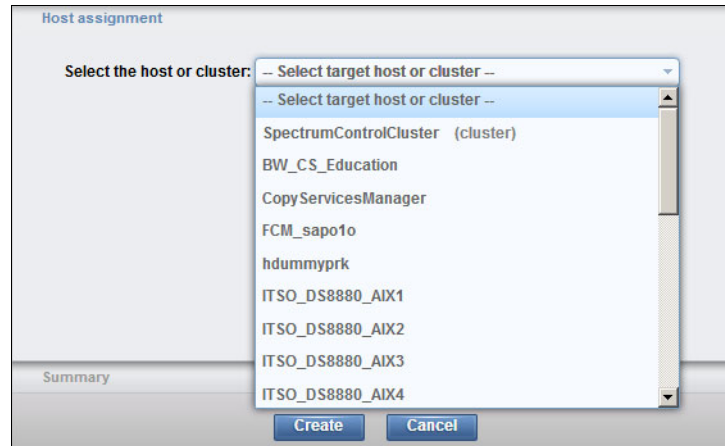 Host assignment
Select the host or cluster: -- Select target host or cluster --
-- Select target host or cluster --
SpectrumControlCluster (cluster)
BW_CS_Education
CopyServicesManager
FCM_sapo1o
hdummyprk
ITSO_DS8880_AIX1
ITSO_DS8880_AIX2
ITSO_DS8880_AIX3
Summary
ITSO_DS8880_AIX4
Create Cancel